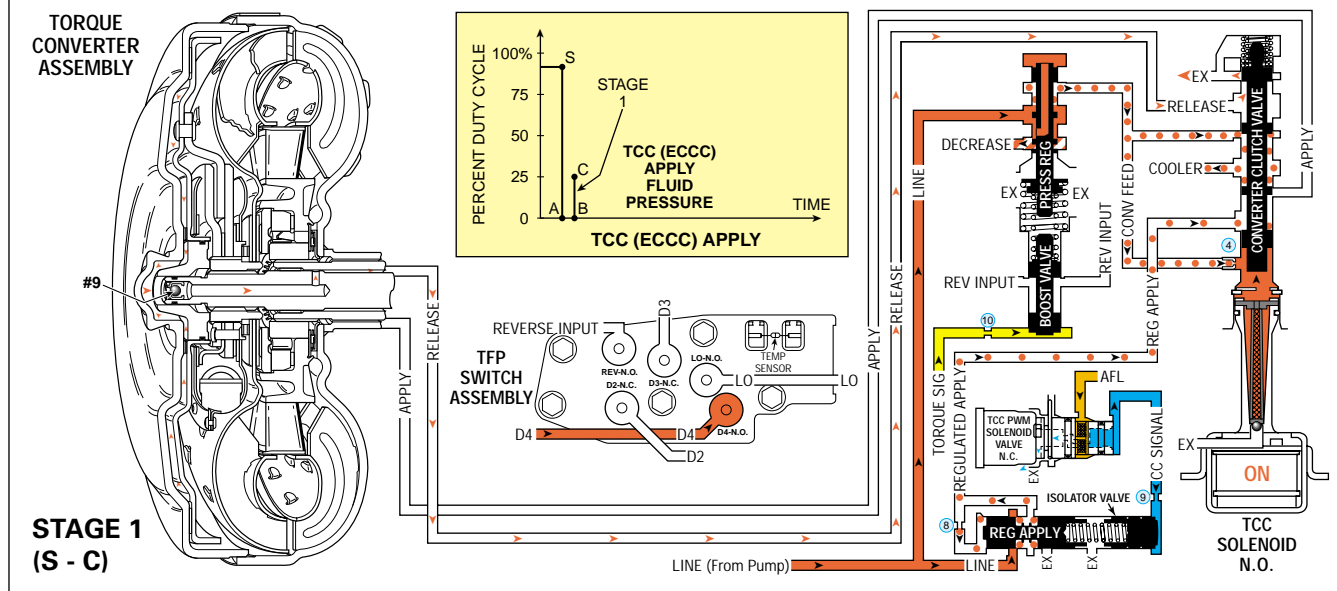 TORQUE
CONVERTER
ASSEMBLY
#9
STAGE 1
(S - C)
PERCENT DUTY CYCLE
100%
75
50
25
0
S
A
B
C
STAGE
1
TCC (ECCC)
APPLY
FLUID
PRESSURE
TIME
TCC (ECCC) APPLY
REVERSE INPUT
D3
TFP
SWITCH
ASSEMBLY
REV-N.O.
D3-N.C.
LO-N.O.
D2-N.C.
D4-N.O.
TEMP
SENSOR
LO
LO
D4
D4
D2
RELEASE
APPLY
APPLY
RELEASE
LINE
LINE (From Pump)
LINE
DECREASE
PRESS REG
EX
EX
BOOST VALVE
REV INPUT
REV INPUT
CONV FEED
10
TORQUE SIG
REGULATED APPLY
REG APPLY
AFL
TCC PWM
SOLENOID
VALVE
N.C.
EX
CC SIGNAL
9
ISOLATOR VALVE
8
REG APPLY
EX
EX
EX
RELEASE
COOLER
CONVERTER CLUTCH VALVE
APPLY
4
EX
ON
TCC
SOLENOID
N.O.